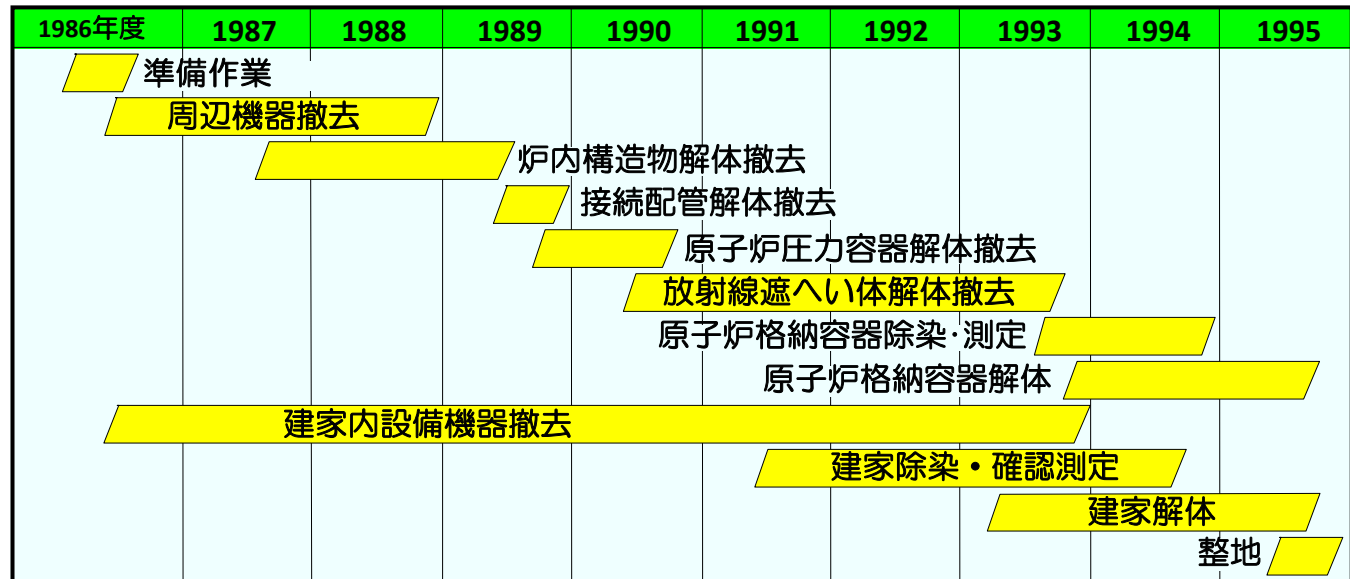 1986年度 1987 1988 1989 1990 1991 1992 1993 1994 1995
準備作業
周辺機器撤去
炉内構造物解体撤去
接続配管解体撤去
原子炉圧力容器解体撤去
放射線遮へい体解体撤去
原子炉格納容器除染･測定
原子炉格納容器解体
建家内設備機器撤去
建家除染・確認測定
建家解体
整地